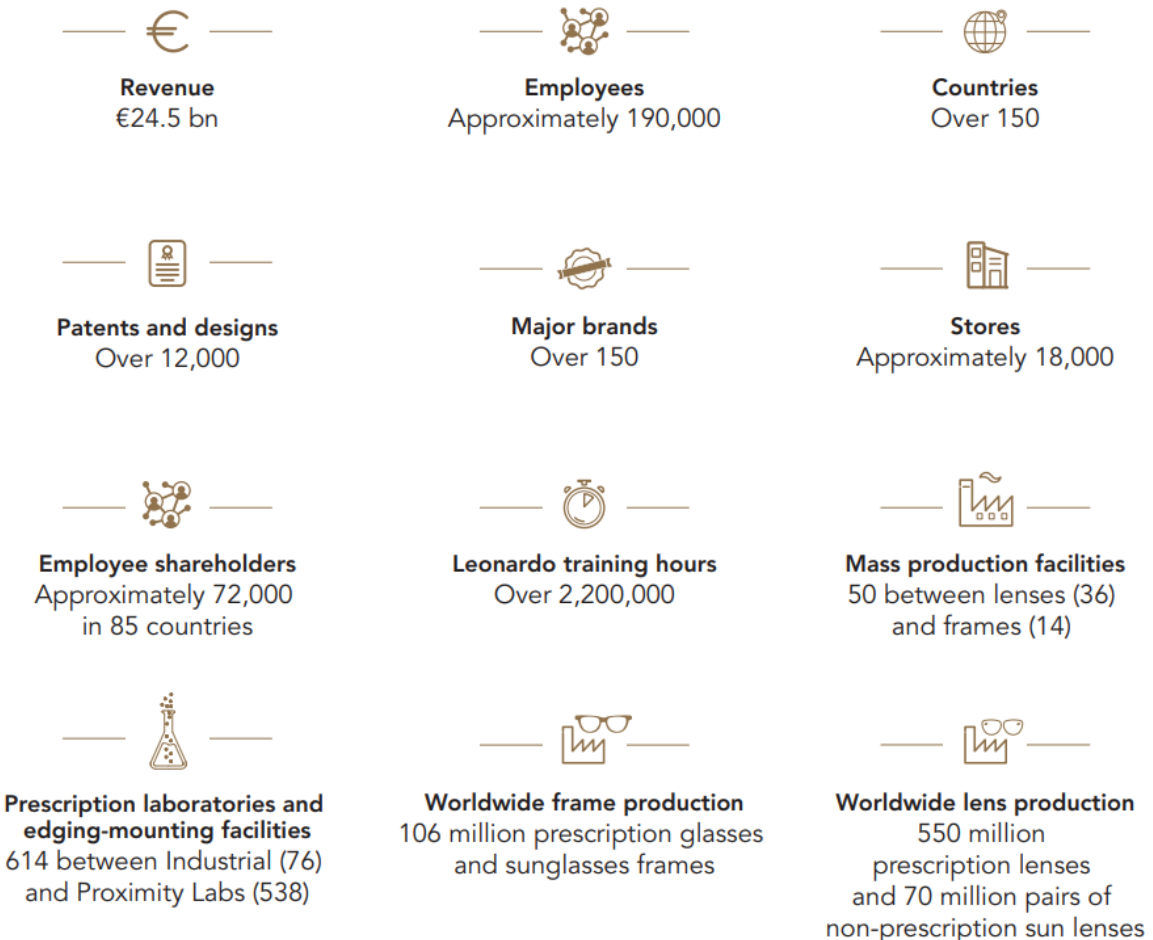 Revenue
€24.5 bn
Employees
Approximately 190,000
Countries
Over 150
Patents and designs
Over 12,000
Major brands
Over 150
Stores
Approximately 18,000
Employee shareholders
Approximately 72,000
in 85 countries
Leonardo training hours
Over 2,200,000
Mass production facilities
50 between lenses (36)
and frames (14)
Prescription laboratories and
edging-mounting facilities
614 between Industrial (76)
and Proximity Labs (538)
Worldwide frame production
106 million prescription glasses
and sunglasses frames
Worldwide lens production
550 million
prescription lenses
and 70 million pairs of
non-prescription sun lenses